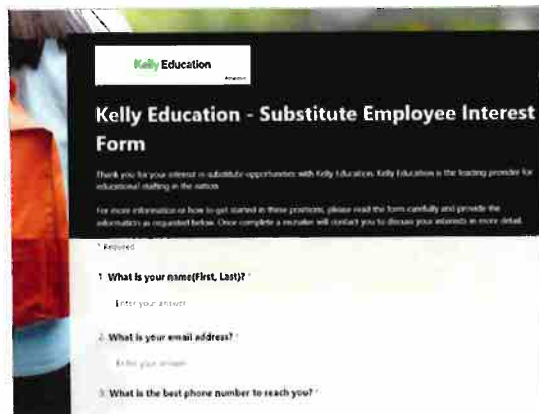 Kelly Education
Kelly Education - Substitute Employee Interest
Form
Thank you for your interest in substitute opportunities with Kelly Education. Kelly Education is the leading provider for
educational staffing in the nation.
For more information or how to get started in these positions, please read the form carefully and provide the
information as requested below. Once complete a recruiter will contact you to discuss your interests in more detail.
* Required
1. What is your name(First, Last)? *
Enter your answer
2. What is your email address? *
Enter your answer
3. What is the best phone number to reach you? *